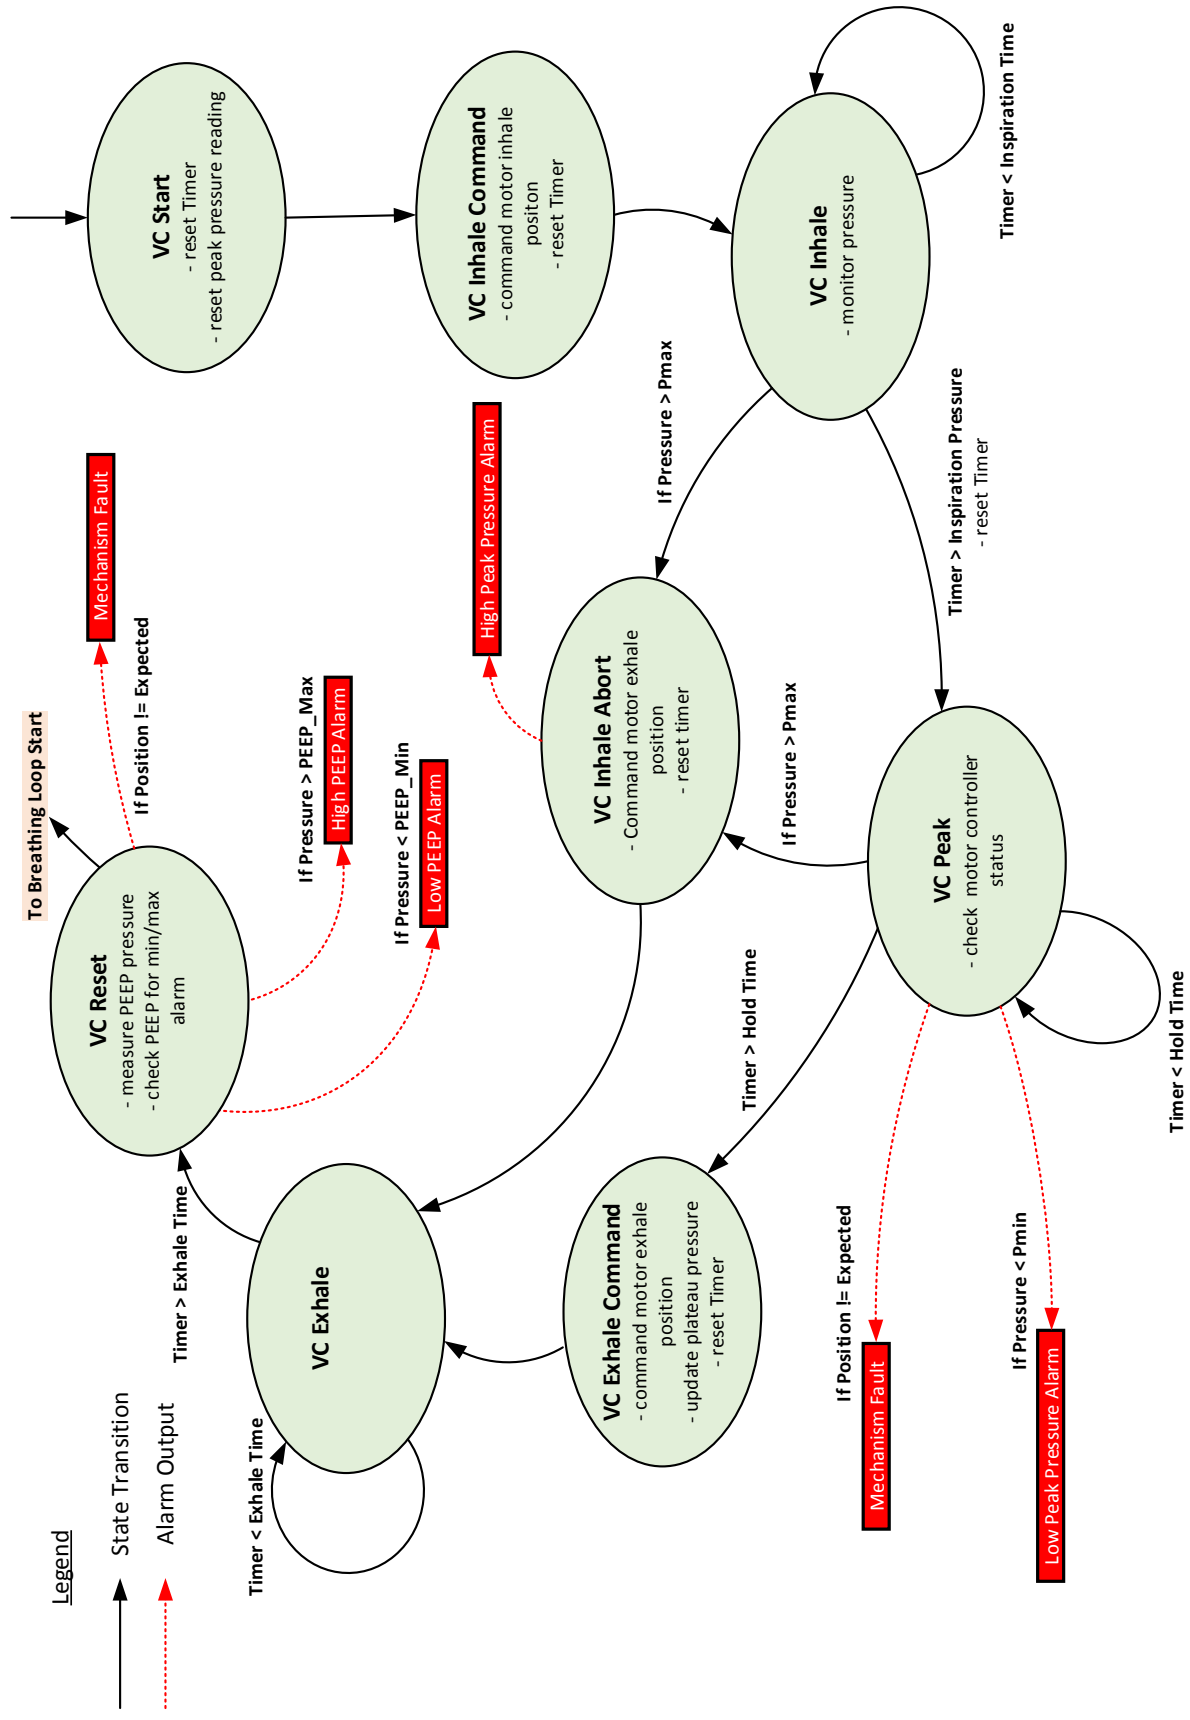 Legend
State Transition
Alarm Output
To Breathing Loop Start
VC Reset
- measure PEEP pressure
- check PEEP for min/max
alarm
If Position != Expected
Mechanism Fault
If Pressure > PEEP_Max
High PEEP Alarm
If Pressure < PEEP_Min
Low PEEP Alarm
VC Start
- reset Timer
- reset peak pressure reading
Timer > Exhale Time
VC Exhale
Timer < Exhale Time
VC Inhale Command
- command motor inhale
positon
- reset Timer
High Peak Pressure Alarm
VC Inhale Abort
- Command motor exhale
position
- reset timer
If Pressure > Pmax
VC Exhale Command
- command motor exhale
position
- update plateau pressure
- reset Timer
Timer > Hold Time
If Pressure > Pmax
VC Inhale
- monitor pressure
Timer < Inspiration Time
Timer > Inspiration Pressure
- reset Timer
VC Peak
- check motor controller
status
If Position != Expected
Mechanism Fault
If Pressure < Pmin
Low Peak Pressure Alarm
Timer < Hold Time